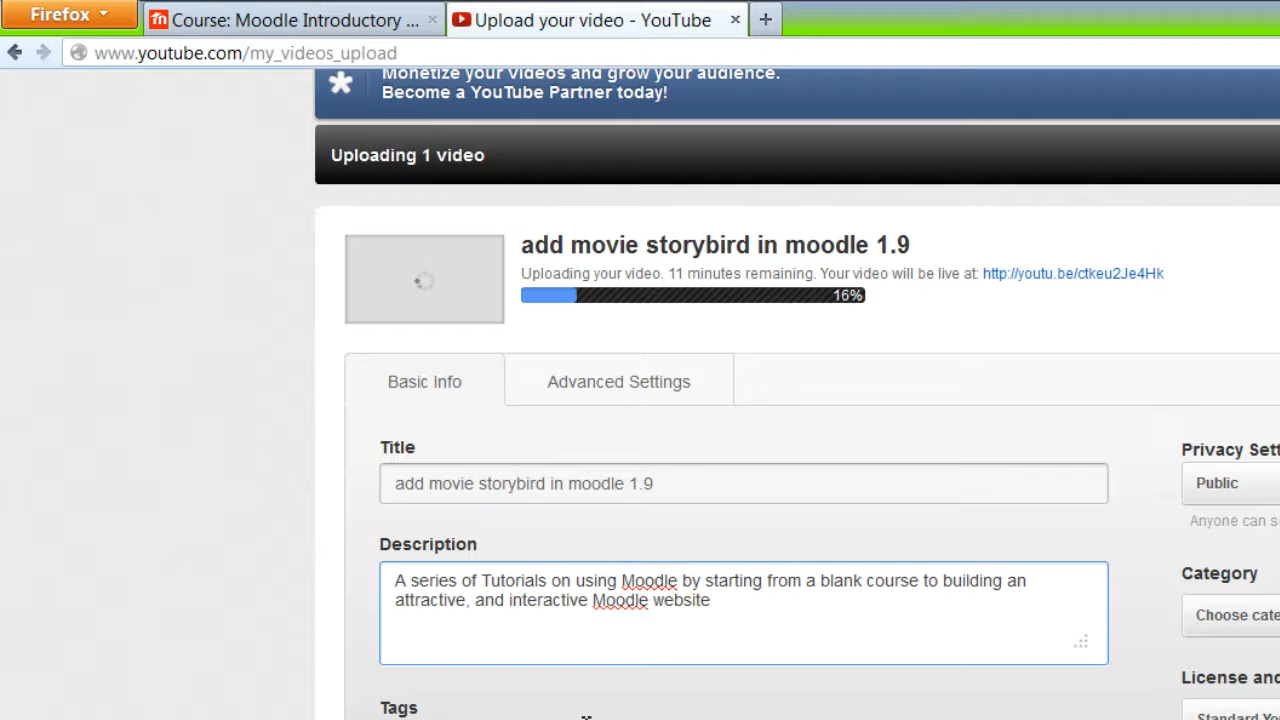 Firefox
Course: Moodle Introductory ...
Upload your video - YouTube
www.youtube.com/my_videos_upload
Monetize your videos and grow your audience.
Become a YouTube Partner today!
Uploading 1 video
add movie storybird in moodle 1.9
Uploading your video. 11 minutes remaining. Your video will be live at: http://youtu.be/ctkeu2Je4Hk
16%
Basic Info
Advanced Settings
Title
add movie storybird in moodle 1.9
Description
A series of Tutorials on using Moodle by starting from a blank course to building an
attractive, and interactive Moodle website
Tags
Privacy Sett
Public
Anyone can s
Category
Choose cate
License and
Standard Yo